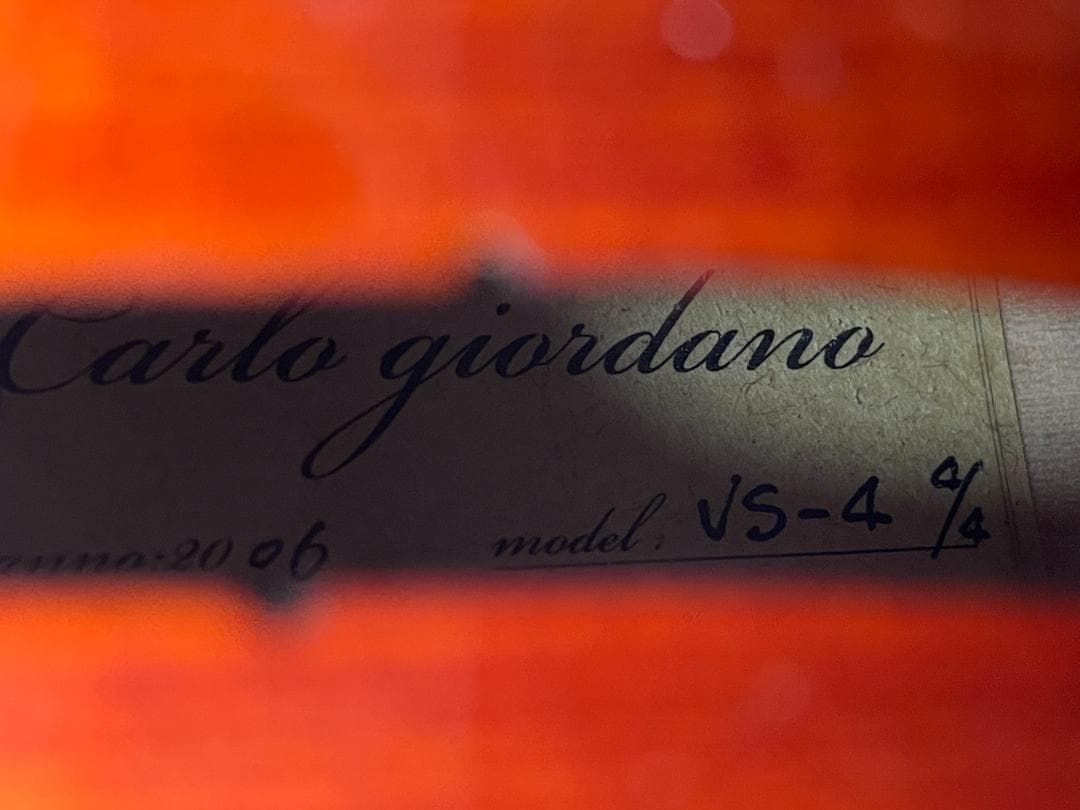 Carlo giordano
anno:2006 model: VS-4 4/4